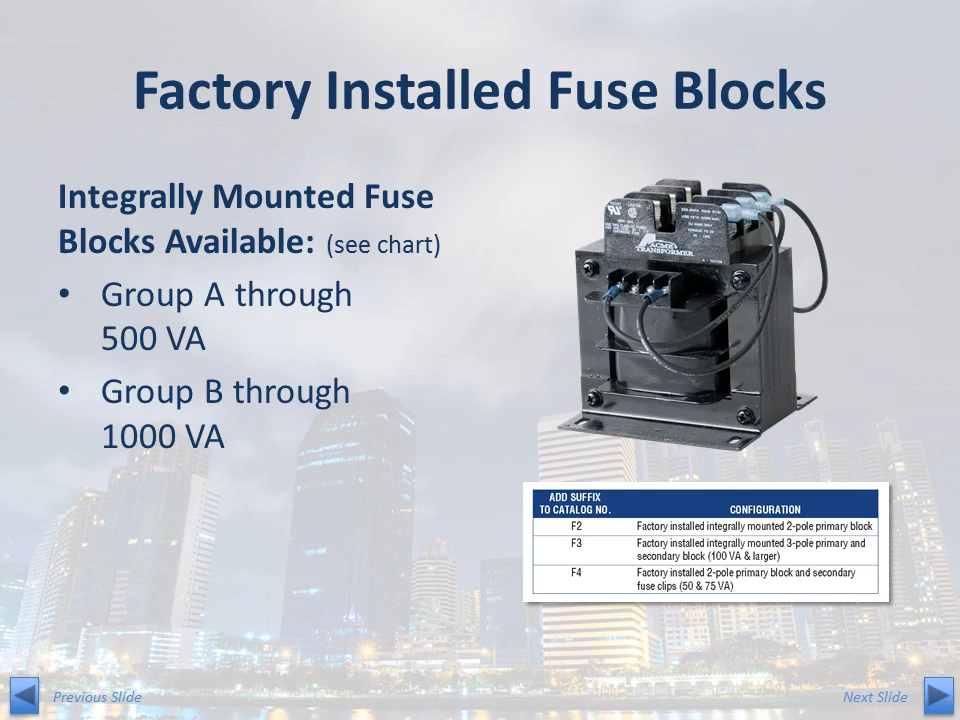 Factory Installed Fuse Blocks
Integrally Mounted Fuse
Blocks Available: (see chart)
• Group A through
500 VA
• Group B through
1000 VA
ACME
TRANSFORMER
ADD SUFFIX
TO CATALOG NO.
CONFIGURATION
F2 Factory installed integrally mounted 2-pole primary block
F3 Factory installed integrally mounted 3-pole primary and
secondary block (100 VA & larger)
F4 Factory installed 2-pole primary block and secondary
fuse clips (50 & 75 VA)
Previous Slide
Next Slide